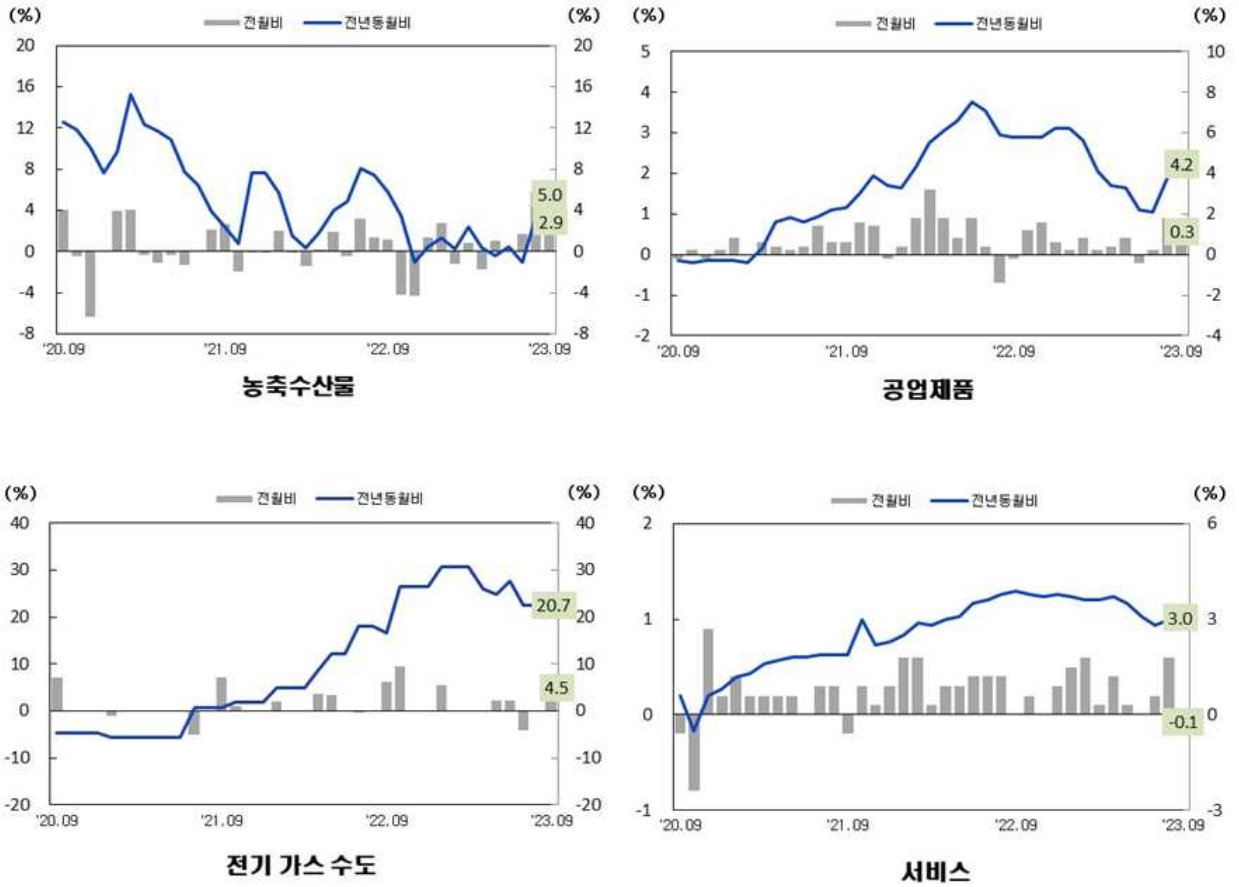 (%) 전월비 전년동월비 (%)
20 20
16 16
12 12
8 8
4 4
0 0
-4 -4
-8 -8
5.0
2.9
'20.09 '21.09 '22.09 '23.09
농축수산물
(%) 전월비 전년동월비 (%)
5 10
4 8
3 6
2 4
1 2
0 0
-1 -2
-2 -4
4.2
0.3
'20.09 '21.09 '22.09 '23.09
공업제품
(%) 전월비 전년동월비 (%)
40 40
30 30
20 20
10 10
0 0
-10 -10
-20 -20
20.7
4.5
'20.09 '21.09 '22.09 '23.09
전기 가스 수도
(%) 전월비 전년동월비 (%)
2 6
1 3
0 0
-1 -3
3.0
-0.1
'20.09 '21.09 '22.09 '23.09
서비스